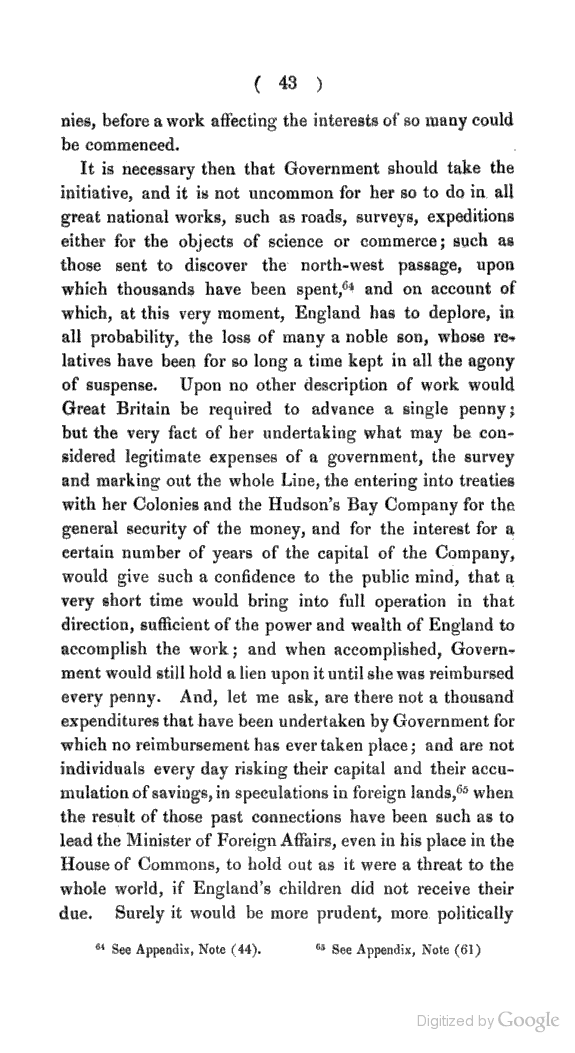 ( 43 )
nies, before a work affecting the interests of so many could
be commenced.
It is necessary then that Government should take the
initiative, and it is not uncommon for her so to do in all
great national works, such as roads, surveys, expeditions
either for the objects of science or commerce; such as
those sent to discover the north-west passage, upon
which thousands have been spent,⁶⁴ and on account of
which, at this very moment, England has to deplore, in
all probability, the loss of many a noble son, whose re-
latives have been for so long a time kept in all the agony
of suspense. Upon no other description of work would
Great Britain be required to advance a single penny;
but the very fact of her undertaking what may be con-
sidered legitimate expenses of a government, the survey
and marking out the whole Line, the entering into treaties
with her Colonies and the Hudson's Bay Company for the
general security of the money, and for the interest for a
certain number of years of the capital of the Company,
would give such a confidence to the public mind, that a
very short time would bring into full operation in that
direction, sufficient of the power and wealth of England to
accomplish the work; and when accomplished, Govern-
ment would still hold a lien upon it until she was reimbursed
every penny. And, let me ask, are there not a thousand
expenditures that have been undertaken by Government for
which no reimbursement has ever taken place; and are not
individuals every day risking their capital and their accu-
mulation of savings, in speculations in foreign lands,⁶⁵ when
the result of those past connections have been such as to
lead the Minister of Foreign Affairs, even in his place in the
House of Commons, to hold out as it were a threat to the
whole world, if England's children did not receive their
due. Surely it would be more prudent, more politically
⁶⁴ See Appendix, Note (44). ⁶⁵ See Appendix, Note (61)
Digitized by Google